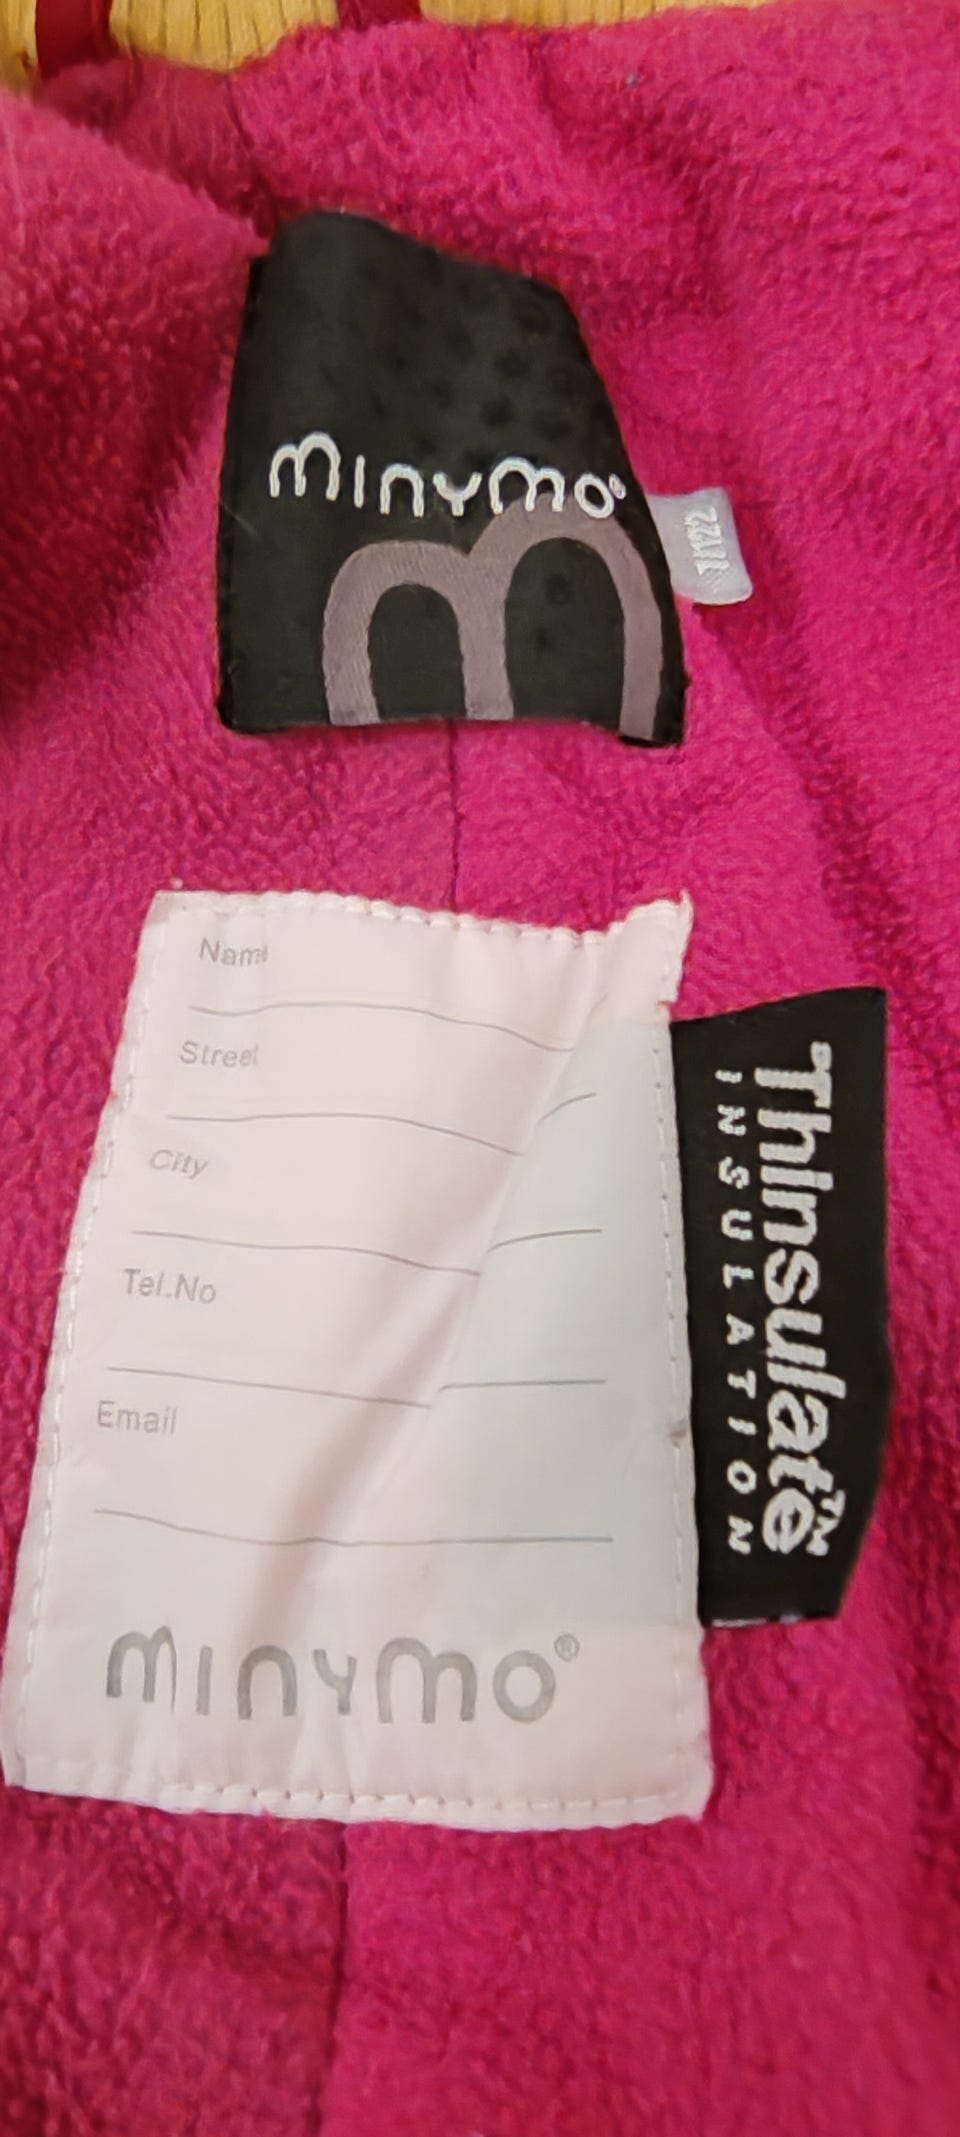 minymo®
Name
Street
City
Tel.No
Email
minymo®
Thinsulate™
INSULATION